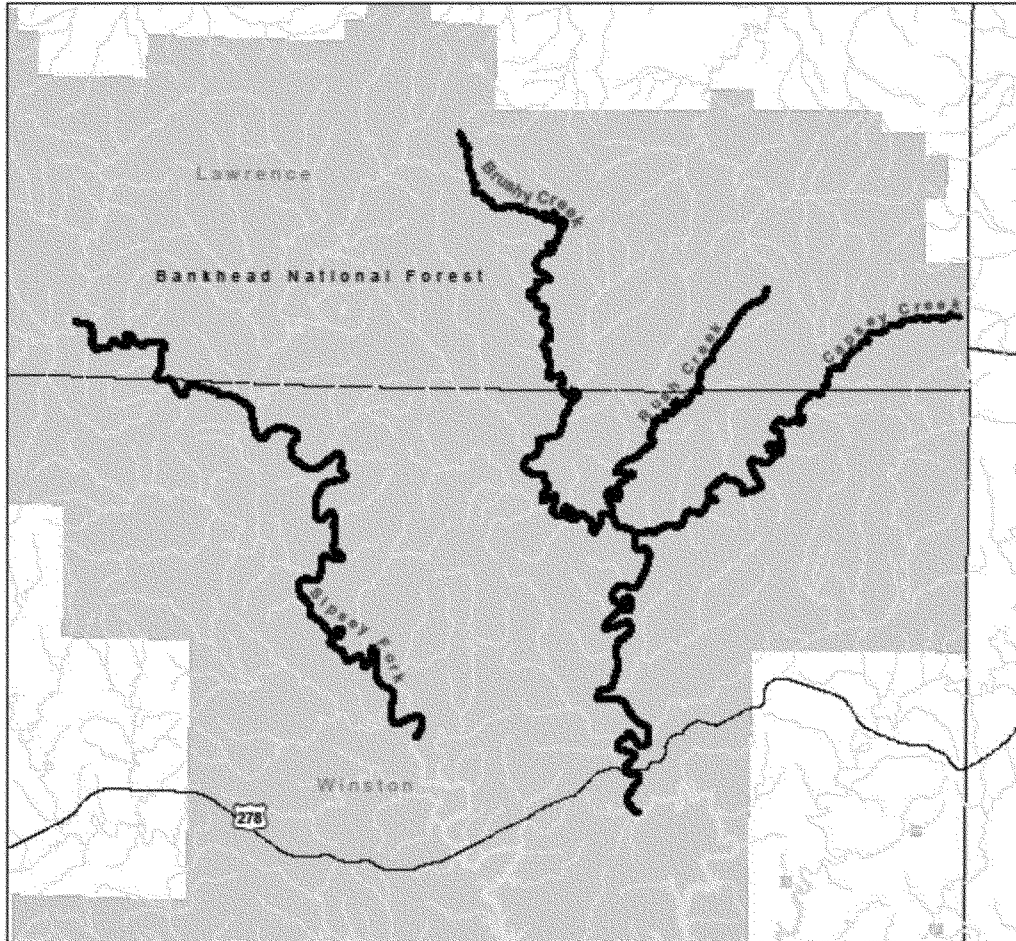 Lawrence
Brushy Creek
Bankhead National Forest
Rush Creek
Capsey Creek
Sipsey Fork
Winston
278